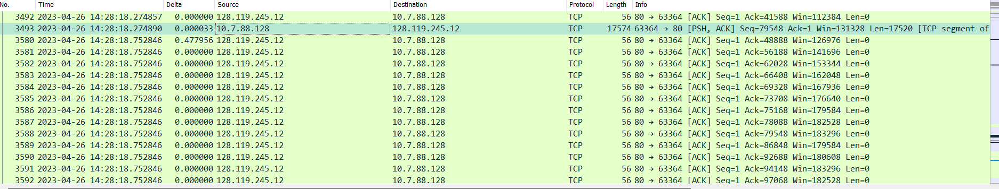 No. Time Delta Source Destination Protocol Length Info
3492 2023-04-26 14:28:18.274857 0.000000 128.119.245.12 10.7.88.128 TCP 56 80 → 63364 [ACK] Seq=1 Ack=41588 Win=112384 Len=0
3493 2023-04-26 14:28:18.274890 0.000033 10.7.88.128 128.119.245.12 TCP 17574 63364 → 80 [PSH, ACK] Seq=79548 Ack=1 Win=131328 Len=17520 [TCP segment of
3580 2023-04-26 14:28:18.752846 0.477956 128.119.245.12 10.7.88.128 TCP 56 80 → 63364 [ACK] Seq=1 Ack=48888 Win=126976 Len=0
3581 2023-04-26 14:28:18.752846 0.000000 128.119.245.12 10.7.88.128 TCP 56 80 → 63364 [ACK] Seq=1 Ack=56188 Win=141696 Len=0
3582 2023-04-26 14:28:18.752846 0.000000 128.119.245.12 10.7.88.128 TCP 56 80 → 63364 [ACK] Seq=1 Ack=62028 Win=153344 Len=0
3583 2023-04-26 14:28:18.752846 0.000000 128.119.245.12 10.7.88.128 TCP 56 80 → 63364 [ACK] Seq=1 Ack=66408 Win=162048 Len=0
3584 2023-04-26 14:28:18.752846 0.000000 128.119.245.12 10.7.88.128 TCP 56 80 → 63364 [ACK] Seq=1 Ack=69328 Win=167936 Len=0
3585 2023-04-26 14:28:18.752846 0.000000 128.119.245.12 10.7.88.128 TCP 56 80 → 63364 [ACK] Seq=1 Ack=73708 Win=176640 Len=0
3586 2023-04-26 14:28:18.752846 0.000000 128.119.245.12 10.7.88.128 TCP 56 80 → 63364 [ACK] Seq=1 Ack=75168 Win=179584 Len=0
3587 2023-04-26 14:28:18.752846 0.000000 128.119.245.12 10.7.88.128 TCP 56 80 → 63364 [ACK] Seq=1 Ack=78088 Win=182528 Len=0
3588 2023-04-26 14:28:18.752846 0.000000 128.119.245.12 10.7.88.128 TCP 56 80 → 63364 [ACK] Seq=1 Ack=79548 Win=183296 Len=0
3589 2023-04-26 14:28:18.752846 0.000000 128.119.245.12 10.7.88.128 TCP 56 80 → 63364 [ACK] Seq=1 Ack=86848 Win=179584 Len=0
3590 2023-04-26 14:28:18.752846 0.000000 128.119.245.12 10.7.88.128 TCP 56 80 → 63364 [ACK] Seq=1 Ack=92688 Win=180608 Len=0
3591 2023-04-26 14:28:18.752846 0.000000 128.119.245.12 10.7.88.128 TCP 56 80 → 63364 [ACK] Seq=1 Ack=94148 Win=183296 Len=0
3592 2023-04-26 14:28:18.752846 0.000000 128.119.245.12 10.7.88.128 TCP 56 80 → 63364 [ACK] Seq=1 Ack=97068 Win=182528 Len=0